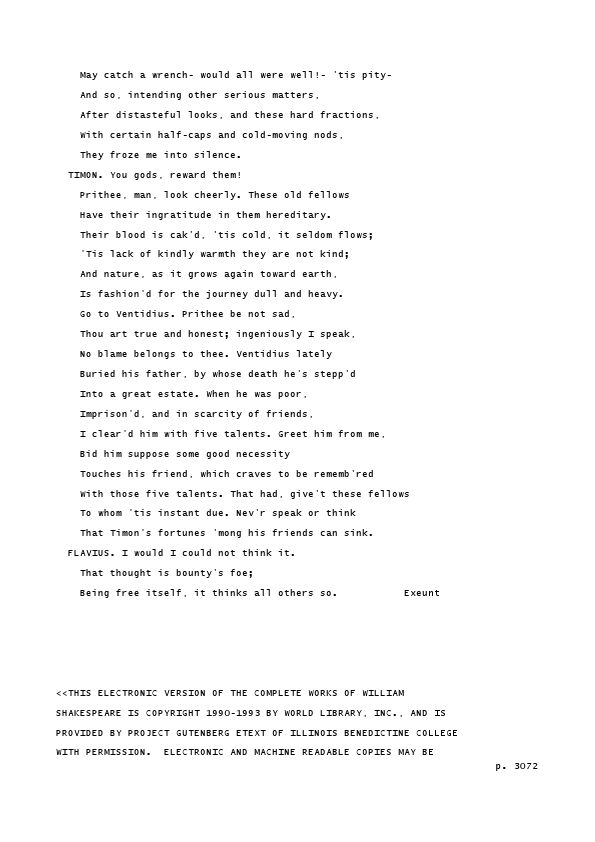 May catch a wrench- would all were well!- 'tis pity-
And so, intending other serious matters,
After distasteful looks, and these hard fractions,
With certain half-caps and cold-moving nods,
They froze me into silence.
TIMON. You gods, reward them!
Prithee, man, look cheerly. These old fellows
Have their ingratitude in them hereditary.
Their blood is cak'd, 'tis cold, it seldom flows;
'Tis lack of kindly warmth they are not kind;
And nature, as it grows again toward earth,
Is fashion'd for the journey dull and heavy.
Go to Ventidius. Prithee be not sad,
Thou art true and honest; ingeniously I speak,
No blame belongs to thee. Ventidius lately
Buried his father, by whose death he's stepp'd
Into a great estate. When he was poor,
Imprison'd, and in scarcity of friends,
I clear'd him with five talents. Greet him from me,
Bid him suppose some good necessity
Touches his friend, which craves to be rememb'red
With those five talents. That had, give't these fellows
To whom 'tis instant due. Nev'r speak or think
That Timon's fortunes 'mong his friends can sink.
FLAVIUS. I would I could not think it.
That thought is bounty's foe;
Being free itself, it thinks all others so. Exeunt
<<THIS ELECTRONIC VERSION OF THE COMPLETE WORKS OF WILLIAM
SHAKESPEARE IS COPYRIGHT 1990-1993 BY WORLD LIBRARY, INC., AND IS
PROVIDED BY PROJECT GUTENBERG ETEXT OF ILLINOIS BENEDICTINE COLLEGE
WITH PERMISSION. ELECTRONIC AND MACHINE READABLE COPIES MAY BE
p. 3072